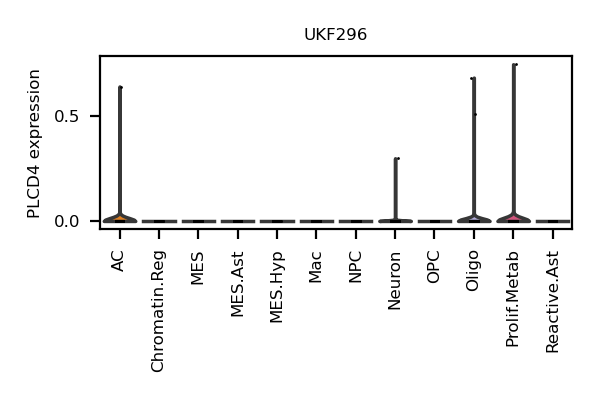 UKF296
PLCD4 expression
0.5
0.0
AC
Chromatin.Reg
MES
MES.Ast
MES.Hyp
Mac
NPC
Neuron
OPC
Oligo
Prolif.Metab
Reactive.Ast